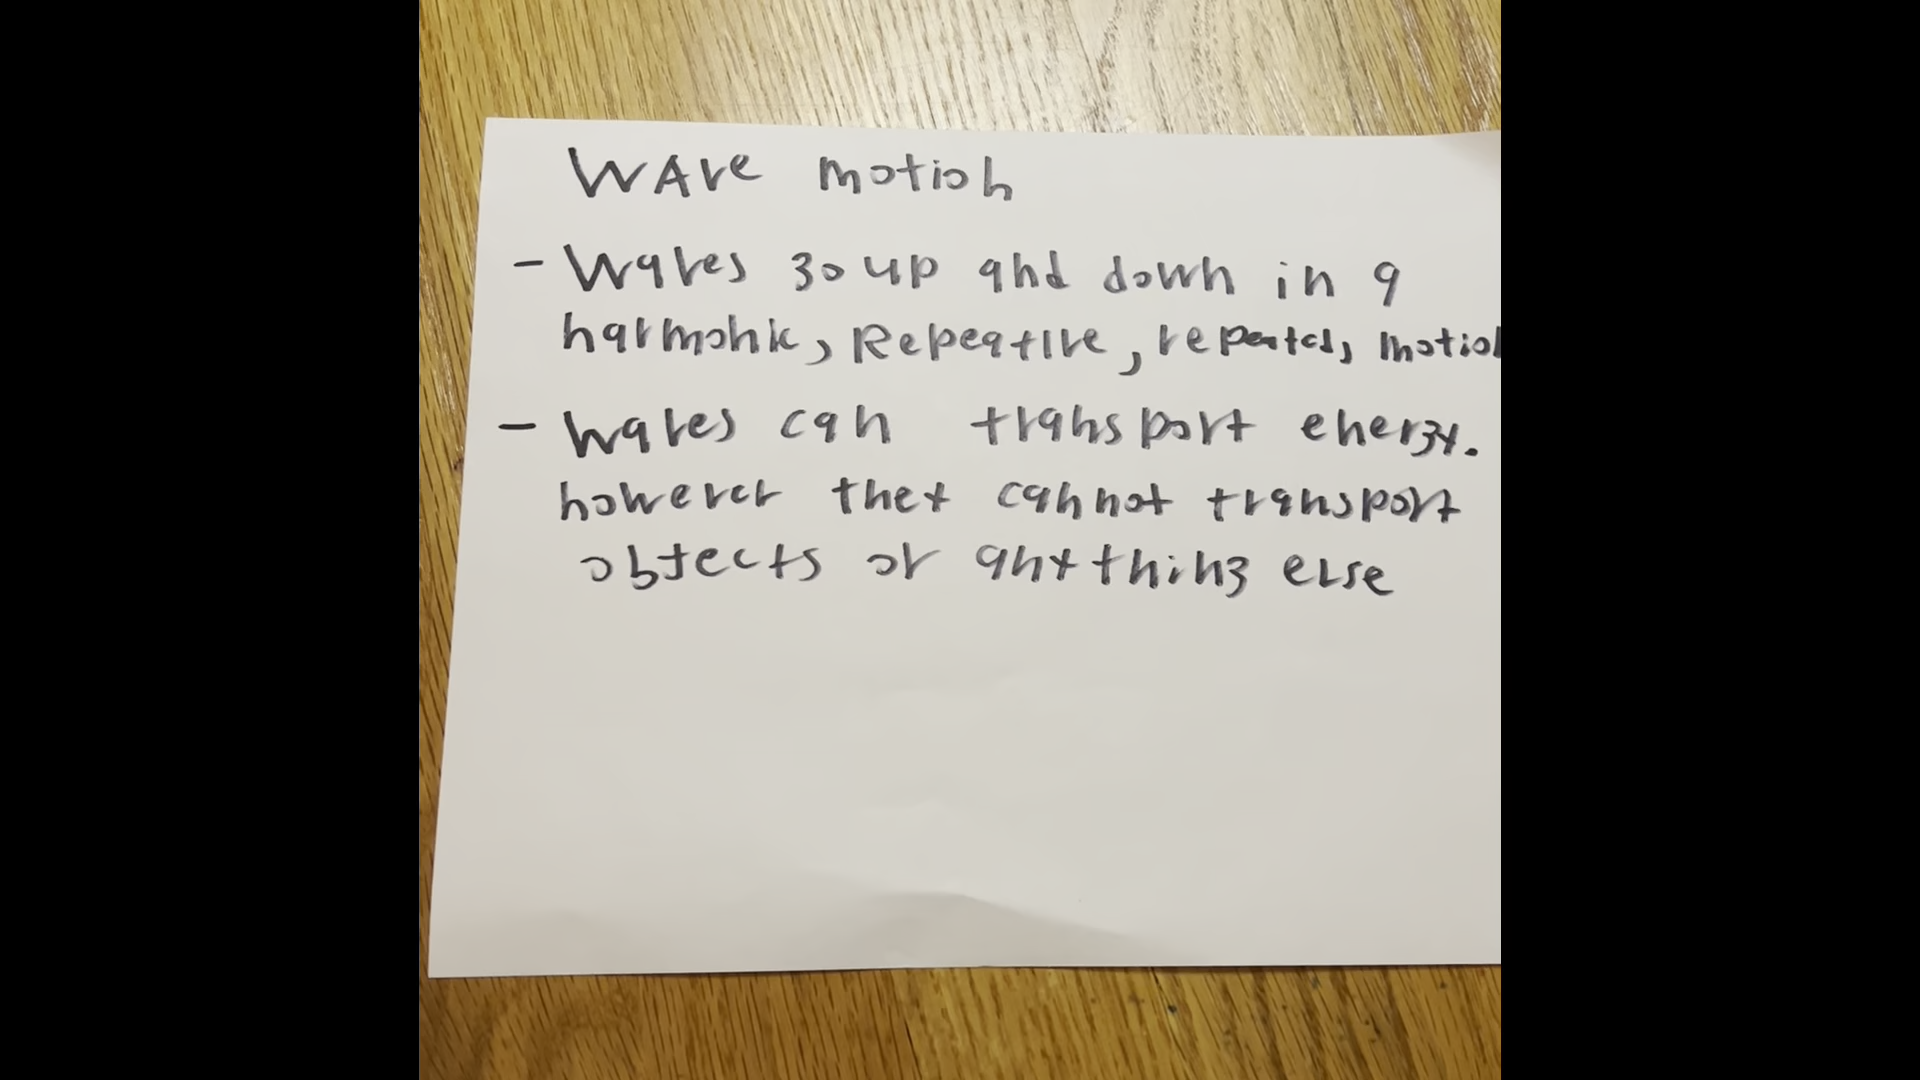 Wave motion
- Waves go up and down in a
harmonic, Repeative, repeated, motion
- Waves can transport energy.
however they cannot transport
objects or anything else